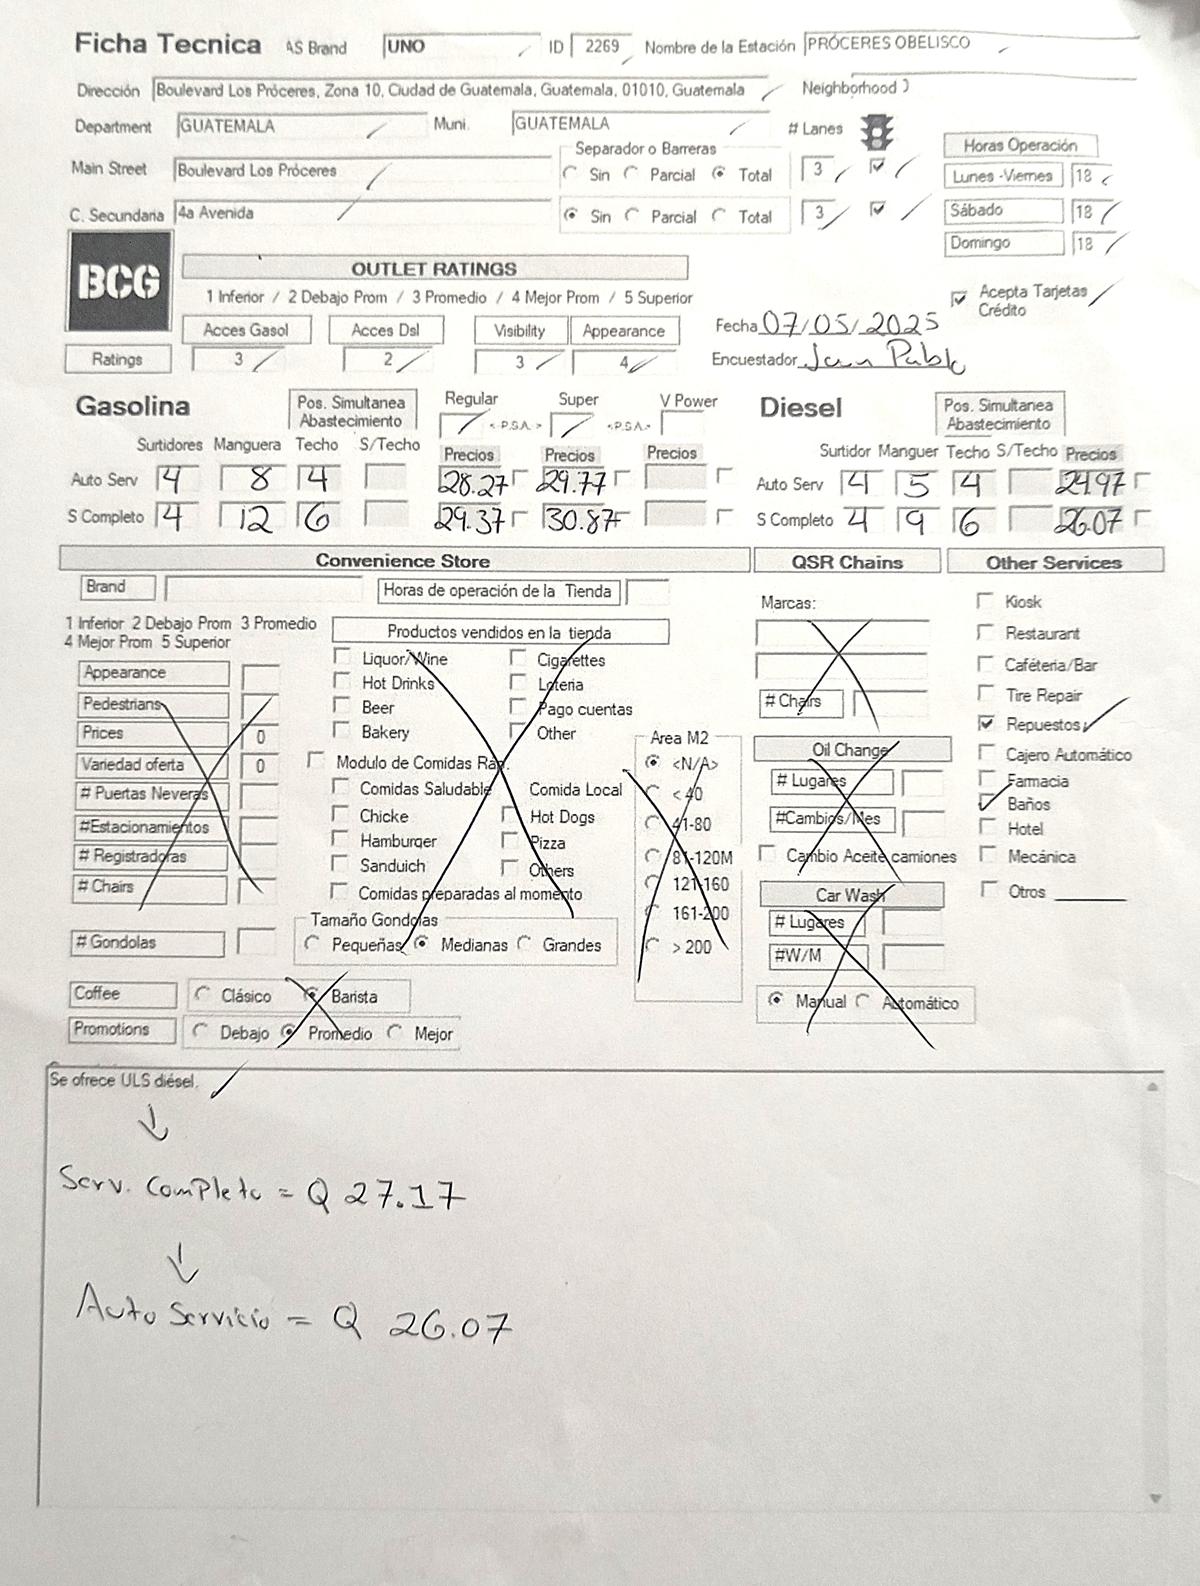 Ficha Tecnica AS Brand UNO ID 2269 Nombre de la Estación PRÓCERES OBELISCO
Dirección Boulevard Los Próceres, Zona 10, Ciudad de Guatemala, Guatemala, 01010, Guatemala Neighborhood )
Department GUATEMALA Muni. GUATEMALA # Lanes
Separador o Barreras Horas Operación
Main Street Boulevard Los Próceres Sin Parcial Total 3 Lunes -Viernes 18
C. Secundaria 4a Avenida Sin Parcial Total 3 Sábado 18
Domingo 18
BCG OUTLET RATINGS
1 Inferior / 2 Debajo Prom / 3 Promedio / 4 Mejor Prom / 5 Superior Acepta Tarjetas Crédito
Acces Gasol Acces Dsl Visibility Appearance Fecha 07/05/2025
Ratings 3 2 3 4 Encuestador Juan Pablo
Gasolina Pos. Simultanea Abastecimiento Regular Super V Power Diesel Pos. Simultanea Abastecimiento
<-P.S.A.-> <-P.S.A.->
Surtidores Manguera Techo S/Techo Precios Precios Precios Surtidor Manguer Techo S/Techo Precios
Auto Serv 4 8 4 28.27 29.77 Auto Serv 4 5 4 24.97
S Completo 4 12 6 29.37 30.87 S Completo 4 9 6 26.07
Convenience Store QSR Chains Other Services
Brand Horas de operación de la Tienda Marcas: Kiosk
1 Inferior 2 Debajo Prom 3 Promedio Productos vendidos en la tienda Restaurant
4 Mejor Prom 5 Superior
Appearance Liquor/Wine Cigarettes Caféteria/Bar
Hot Drinks Loteria
Pedestrians Beer Pago cuentas # Chairs Tire Repair
Prices 0 Bakery Other Area M2 Repuestos
Variedad oferta 0 Modulo de Comidas Rap. <N/A> Oil Change Cajero Automático
# Puertas Neveras Comidas Saludable Comida Local < 40 # Lugares Farmacia
#Estacionamientos Chicke Hot Dogs 41-80 #Cambios/Mes Baños
Hamburger Pizza Hotel
# Registradoras Sanduich Others 81-120M Cambio Aceite camiones Mecánica
# Chairs Comidas preparadas al momento 121-160 Car Wash Otros
Tamaño Gondolas 161-200 # Lugares
# Gondolas Pequeñas Medianas Grandes > 200 #W/M
Coffee Clásico Barista Manual Automático
Promotions Debajo Promedio Mejor
Se ofrece ULS diésel.
Serv. Completo = Q 27.17
Auto Servicio = Q 26.07